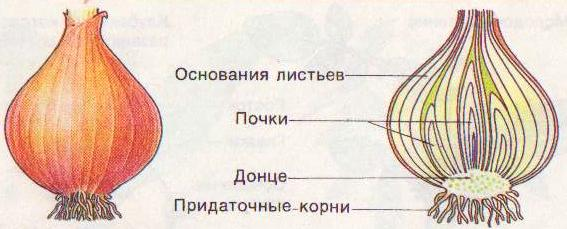 Основания листьев
Почки
Донце
Придаточные корни